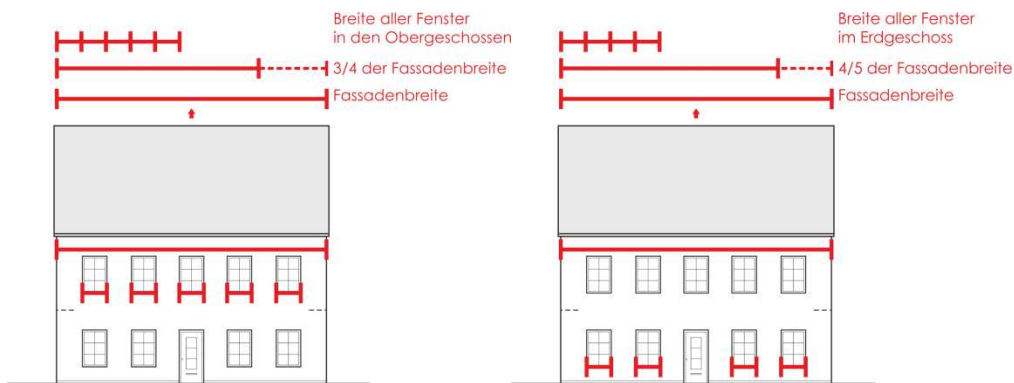 Breite aller Fenster
in den Obergeschossen
3/4 der Fassadenbreite
Fassadenbreite
Breite aller Fenster
im Erdgeschoss
4/5 der Fassadenbreite
Fassadenbreite